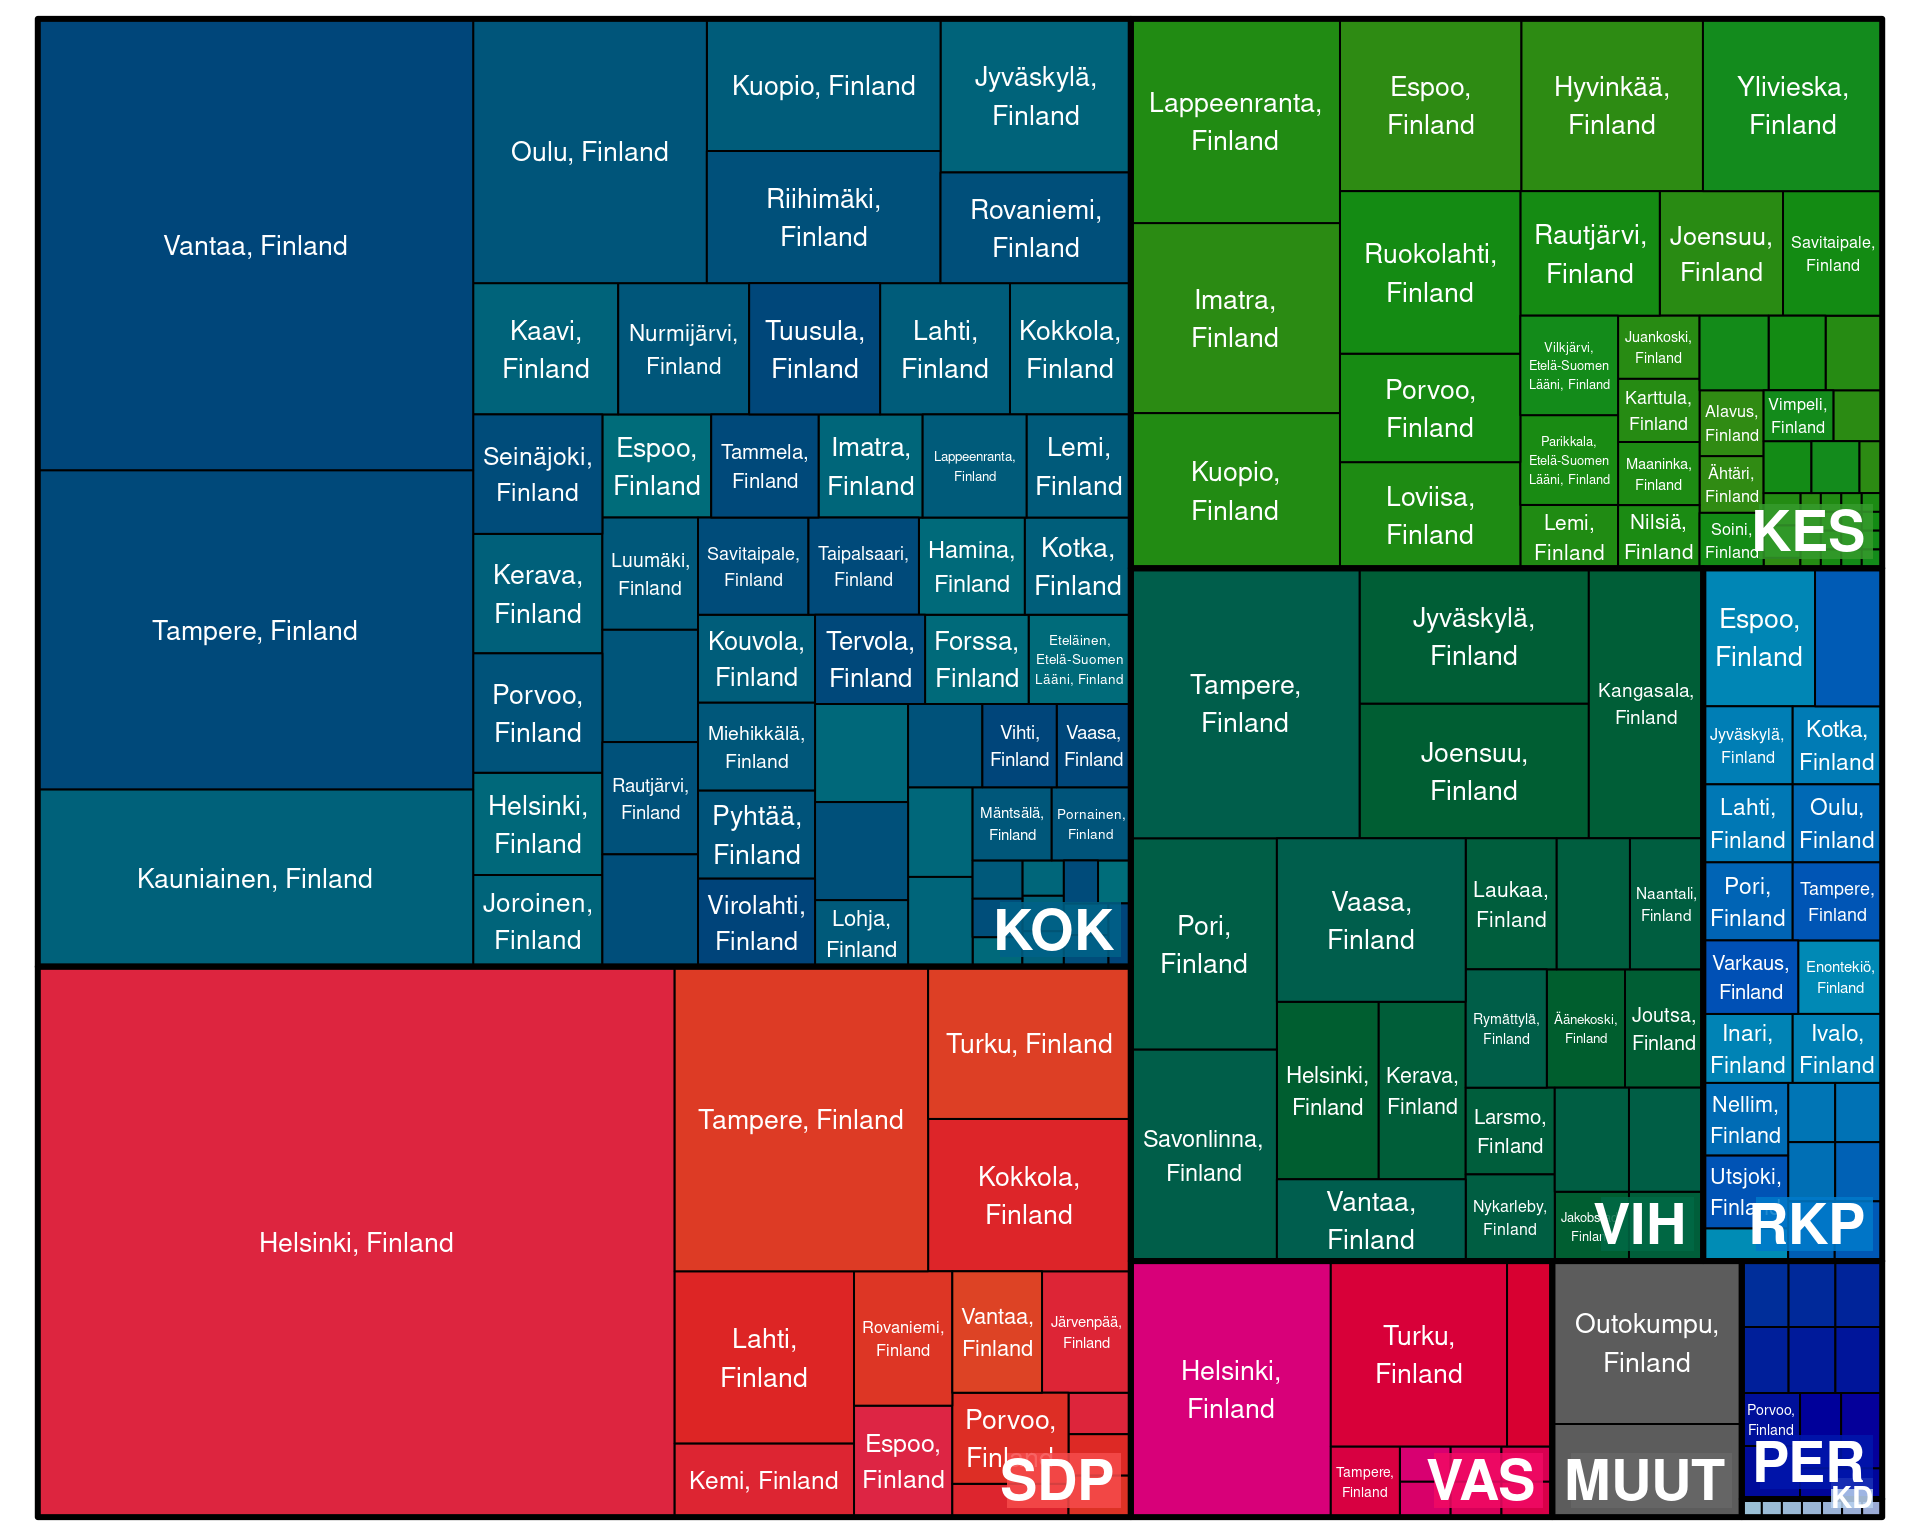 Vantaa, Finland
Tampere, Finland
Kauniainen, Finland
Oulu, Finland
Kuopio, Finland
Riihimäki,
Finland
Jyväskylä,
Finland
Rovaniemi,
Finland
Kaavi,
Finland
Nurmijärvi,
Finland
Tuusula,
Finland
Lahti,
Finland
Kokkola,
Finland
Seinäjoki,
Finland
Kerava,
Finland
Porvoo,
Finland
Helsinki,
Finland
Joroinen,
Finland
Espoo,
Finland
Tammela,
Finland
Imatra,
Finland
Lappeenranta,
Finland
Lemi,
Finland
Luumäki,
Finland
Rautjärvi,
Finland
Savitaipale,
Finland
Taipalsaari,
Finland
Hamina,
Finland
Kotka,
Finland
Kouvola,
Finland
Miehikkälä,
Finland
Pyhtää,
Finland
Virolahti,
Finland
Tervola,
Finland
Forssa,
Finland
Eteläinen,
Etelä-Suomen
Lääni, Finland
Lohja,
Finland
Vihti,
Finland
Vaasa,
Finland
Mäntsälä,
Finland
Pornainen,
Finland
KOK
Helsinki, Finland
Tampere, Finland
Turku, Finland
Kokkola,
Finland
Lahti,
Finland
Kemi, Finland
Rovaniemi,
Finland
Espoo,
Finland
Vantaa,
Finland
Järvenpää,
Finland
Porvoo,
Finland
SDP
Lappeenranta,
Finland
Imatra,
Finland
Kuopio,
Finland
Espoo,
Finland
Hyvinkää,
Finland
Ylivieska,
Finland
Ruokolahti,
Finland
Porvoo,
Finland
Loviisa,
Finland
Rautjärvi,
Finland
Joensuu,
Finland
Savitaipale,
Finland
Vilkjärvi,
Etelä-Suomen
Lääni, Finland
Parikkala,
Etelä-Suomen
Lääni, Finland
Lemi,
Finland
Juankoski,
Finland
Karttula,
Finland
Maaninka,
Finland
Nilsiä,
Finland
Alavus,
Finland
Ähtäri,
Finland
Soini,
Finland
Vimpeli,
Finland
KES
Tampere,
Finland
Jyväskylä,
Finland
Joensuu,
Finland
Kangasala,
Finland
Pori,
Finland
Savonlinna,
Finland
Vaasa,
Finland
Helsinki,
Finland
Kerava,
Finland
Vantaa,
Finland
Laukaa,
Finland
Naantali,
Finland
Rymättylä,
Finland
Äänekoski,
Finland
Joutsa,
Finland
Larsmo,
Finland
Nykarleby,
Finland
VIH
Espoo,
Finland
Jyväskylä,
Finland
Kotka,
Finland
Lahti,
Finland
Oulu,
Finland
Pori,
Finland
Tampere,
Finland
Varkaus,
Finland
Enontekiö,
Finland
Inari,
Finland
Ivalo,
Finland
Nellim,
Finland
Utsjoki,
Finland
RKP
Helsinki,
Finland
Turku,
Finland
Tampere,
Finland
VAS
Outokumpu,
Finland
MUUT
Porvoo,
Finland
PER
KD